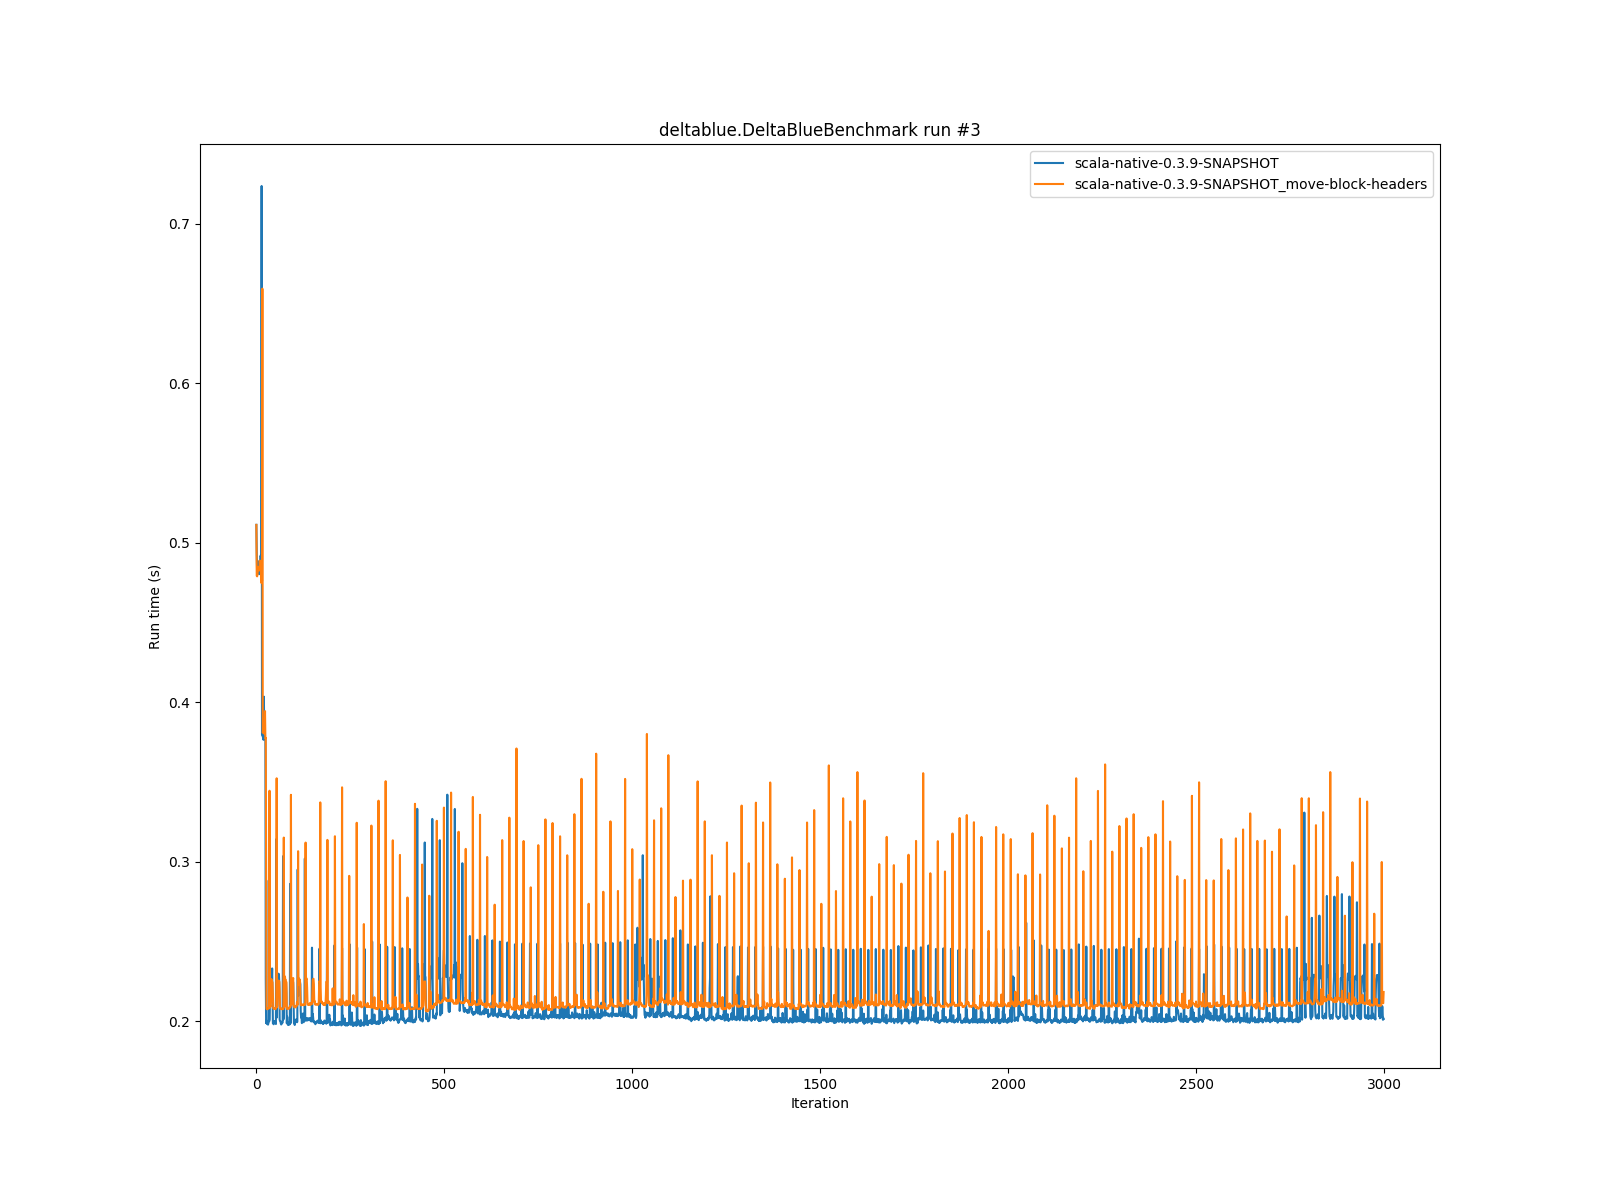 deltablue.DeltaBlueBenchmark run #3
scala-native-0.3.9-SNAPSHOT
scala-native-0.3.9-SNAPSHOT_move-block-headers
0.7
0.6
0.5
0.4
0.3
0.2
Run time (s)
0 500 1000 1500 2000 2500 3000
Iteration